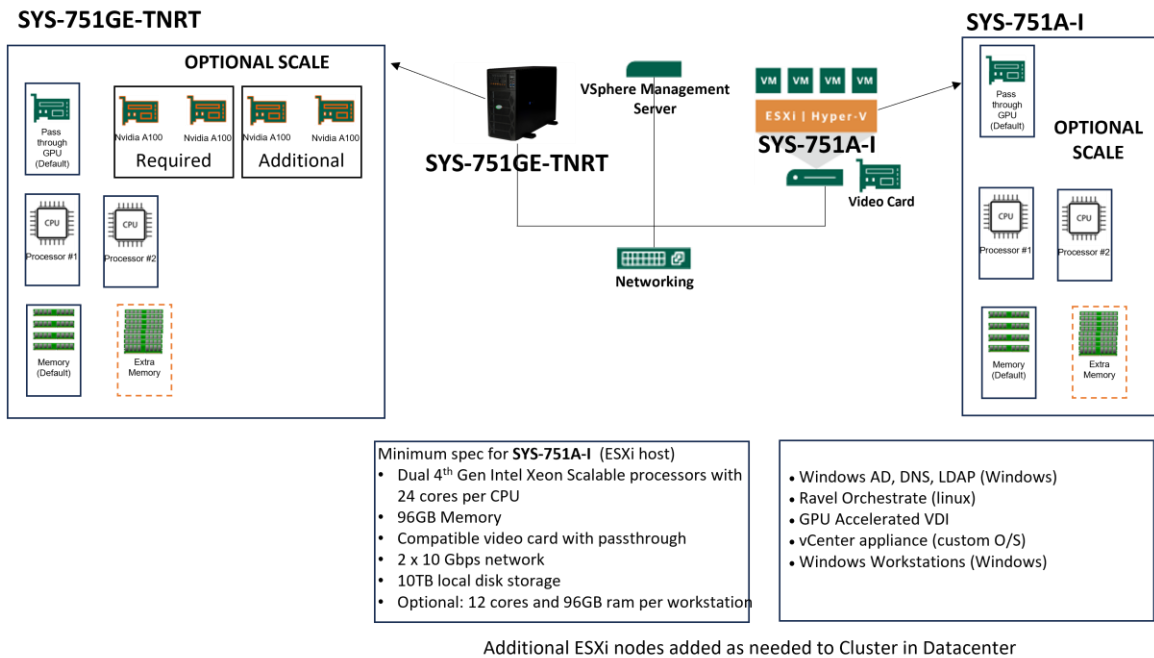 SYS-751GE-TNRT
OPTIONAL SCALE
Pass
through
GPU
(Default)
Nvidia A100
Nvidia A100
Required
Nvidia A100
Nvidia A100
Additional
CPU
Processor #1
CPU
Processor #2
Memory
(Default)
Extra
Memory
SYS-751GE-TNRT
VSphere Management
Server
VM VM VM VM
ESXi | Hyper-V
SYS-751A-I
Video Card
Networking
SYS-751A-I
Pass
through
GPU
(Default)
OPTIONAL
SCALE
CPU
Processor #1
CPU
Processor #2
Memory
(Default)
Extra
Memory
Minimum spec for SYS-751A-I (ESXi host)
• Dual 4th Gen Intel Xeon Scalable processors with
24 cores per CPU
• 96GB Memory
• Compatible video card with passthrough
• 2 x 10 Gbps network
• 10TB local disk storage
• Optional: 12 cores and 96GB ram per workstation
• Windows AD, DNS, LDAP (Windows)
• Ravel Orchestrate (linux)
• GPU Accelerated VDI
• vCenter appliance (custom O/S)
• Windows Workstations (Windows)
Additional ESXi nodes added as needed to Cluster in Datacenter